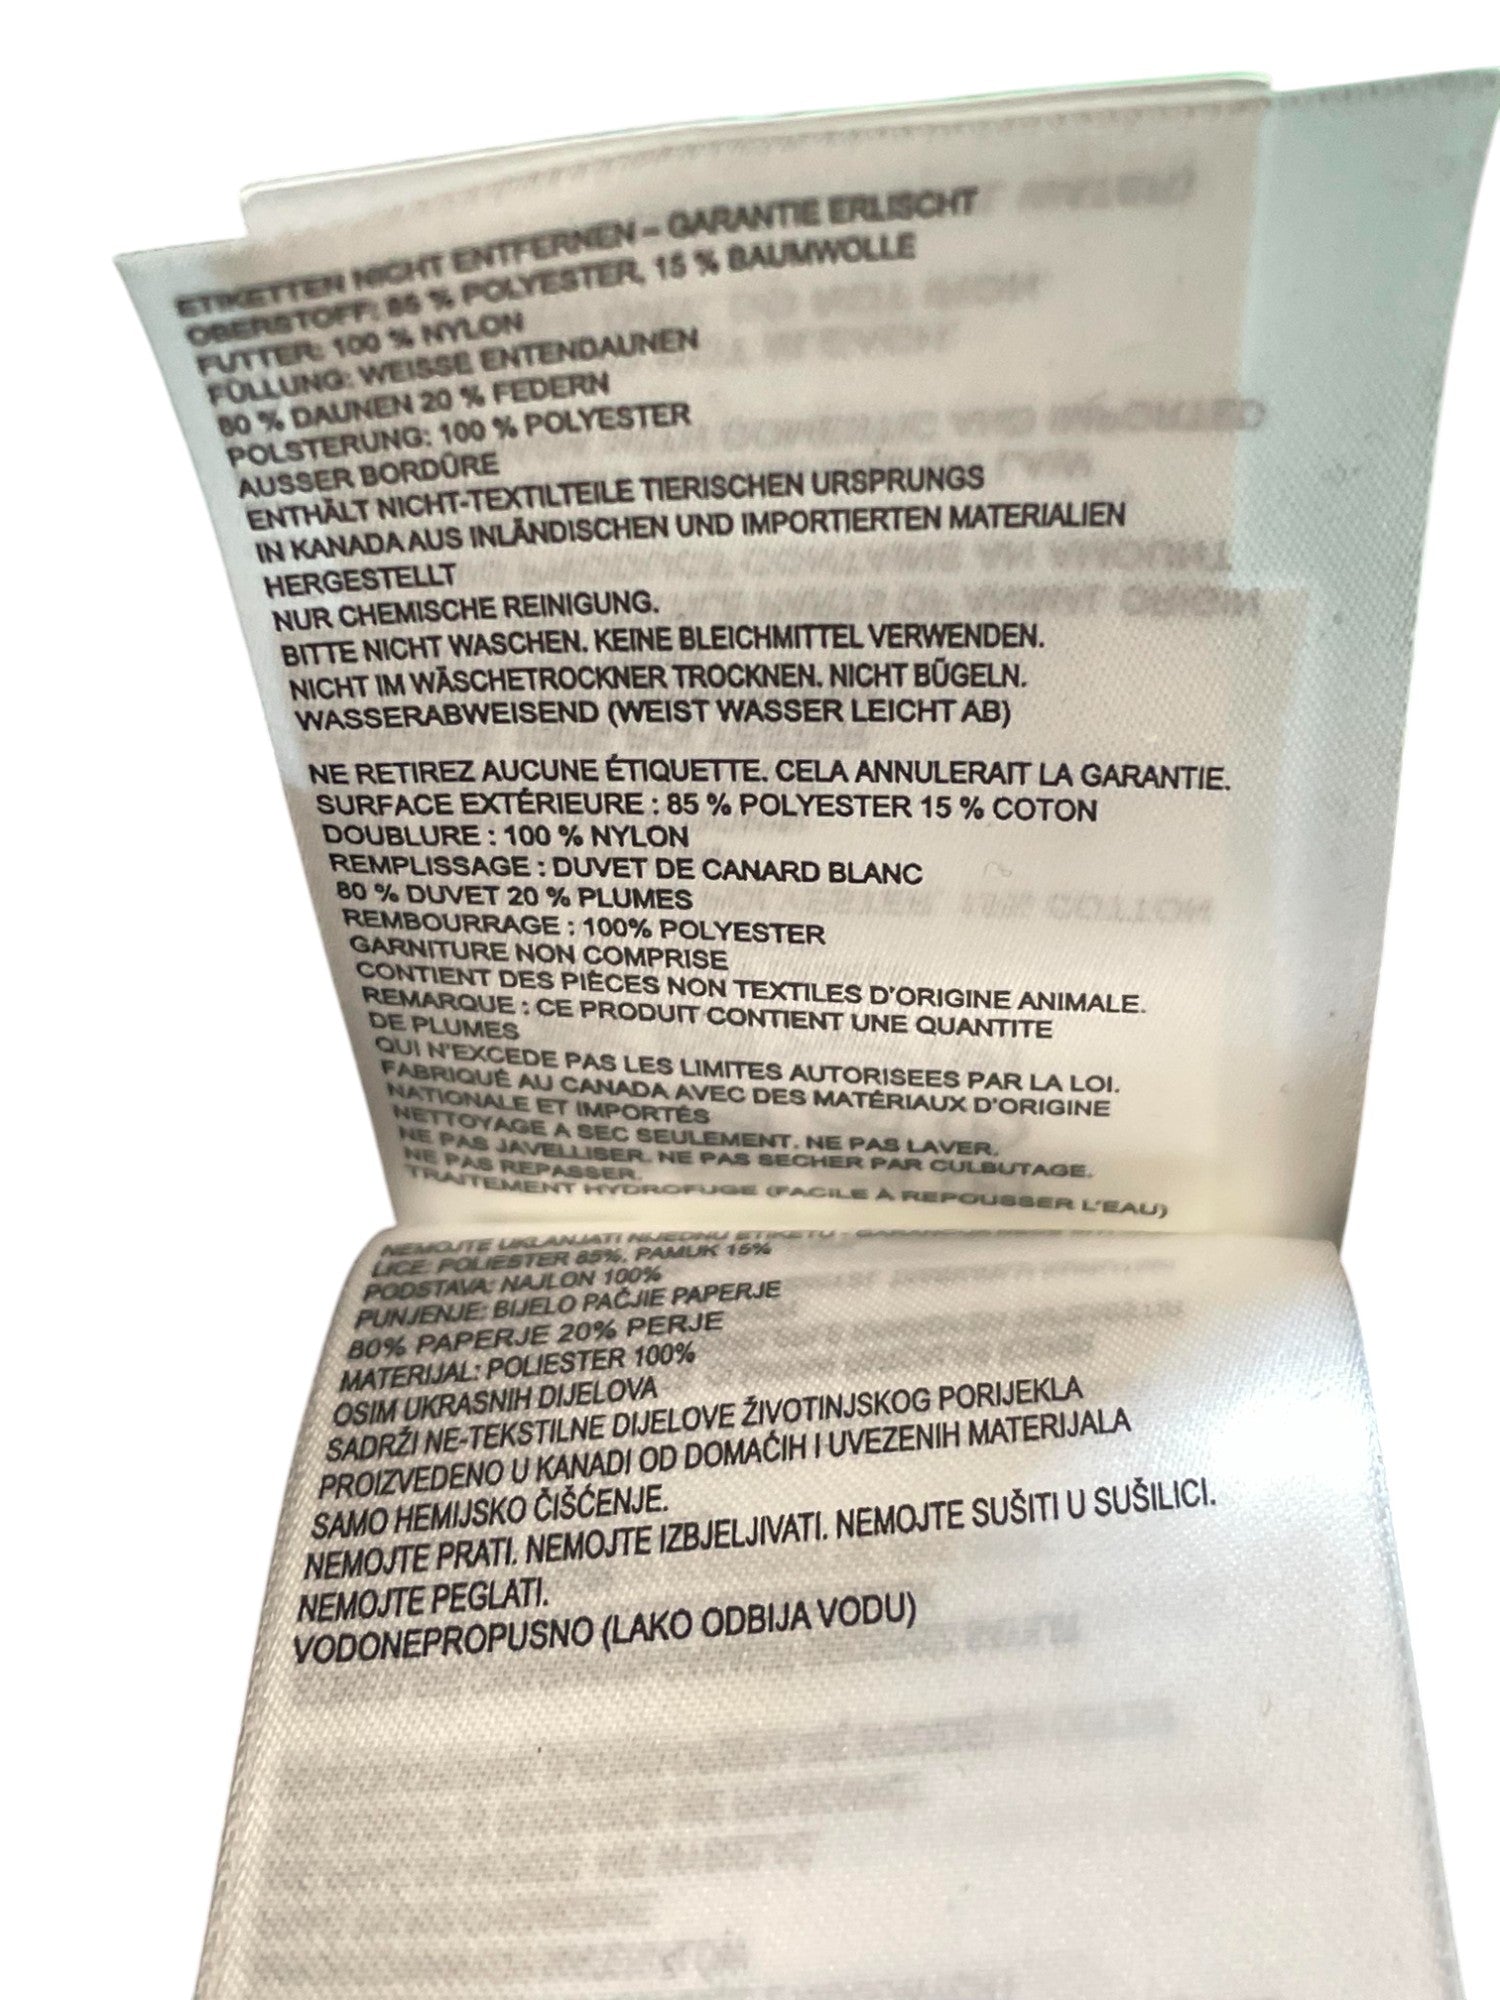 ETIKETTEN NICHT ENTFERNEN – GARANTIE ERLISCHT
OBERSTOFF: 85 % POLYESTER, 15 % BAUMWOLLE
FUTTER: 100 % NYLON
FÜLLUNG: WEISSE ENTENDAUNEN
80 % DAUNEN 20 % FEDERN
POLSTERUNG: 100 % POLYESTER
AUSSER BORDÜRE
ENTHÄLT NICHT-TEXTILTEILE TIERISCHEN URSPRUNGS
IN KANADA AUS INLÄNDISCHEN UND IMPORTIERTEN MATERIALIEN
HERGESTELLT
NUR CHEMISCHE REINIGUNG.
BITTE NICHT WASCHEN. KEINE BLEICHMITTEL VERWENDEN.
NICHT IM WÄSCHETROCKNER TROCKNEN. NICHT BÜGELN.
WASSERABWEISEND (WEIST WASSER LEICHT AB)
NE RETIREZ AUCUNE ÉTIQUETTE. CELA ANNULERAIT LA GARANTIE.
SURFACE EXTÉRIEURE : 85 % POLYESTER 15 % COTON
DOUBLURE : 100 % NYLON
REMPLISSAGE : DUVET DE CANARD BLANC
80 % DUVET 20 % PLUMES
REMBOURRAGE : 100% POLYESTER
GARNITURE NON COMPRISE
CONTIENT DES PIÈCES NON TEXTILES D'ORIGINE ANIMALE.
REMARQUE : CE PRODUIT CONTIENT UNE QUANTITE
DE PLUMES
QUI N'EXCEDE PAS LES LIMITES AUTORISEES PAR LA LOI.
FABRIQUÉ AU CANADA AVEC DES MATÉRIAUX D'ORIGINE
NATIONALE ET IMPORTÉS
NETTOYAGE A SEC SEULEMENT. NE PAS LAVER.
NE PAS JAVELLISER. NE PAS SECHER PAR CULBUTAGE.
NE PAS REPASSER.
TRAITEMENT HYDROFUGE (FACILE À REPOUSSER L'EAU)
NEMOJTE UKLANJATI NIJEDNU ETIKETU -
LICE: POLIESTER 85%, PAMUK 15%
PODSTAVA: NAJLON 100%
PUNJENJE: BIJELO PAČJIE PAPERJE
80% PAPERJE 20% PERJE
MATERIJAL: POLIESTER 100%
OSIM UKRASNIH DIJELOVA
SADRŽI NE-TEKSTILNE DIJELOVE ŽIVOTINJSKOG PORIJEKLA
PROIZVEDENO U KANADI OD DOMAĆIH I UVEZENIH MATERIJALA
SAMO HEMIJSKO ČIŠĆENJE.
NEMOJTE PRATI. NEMOJTE IZBJELJIVATI. NEMOJTE SUŠITI U SUŠILICI.
NEMOJTE PEGLATI.
VODONEPROPUSNO (LAKO ODBIJA VODU)